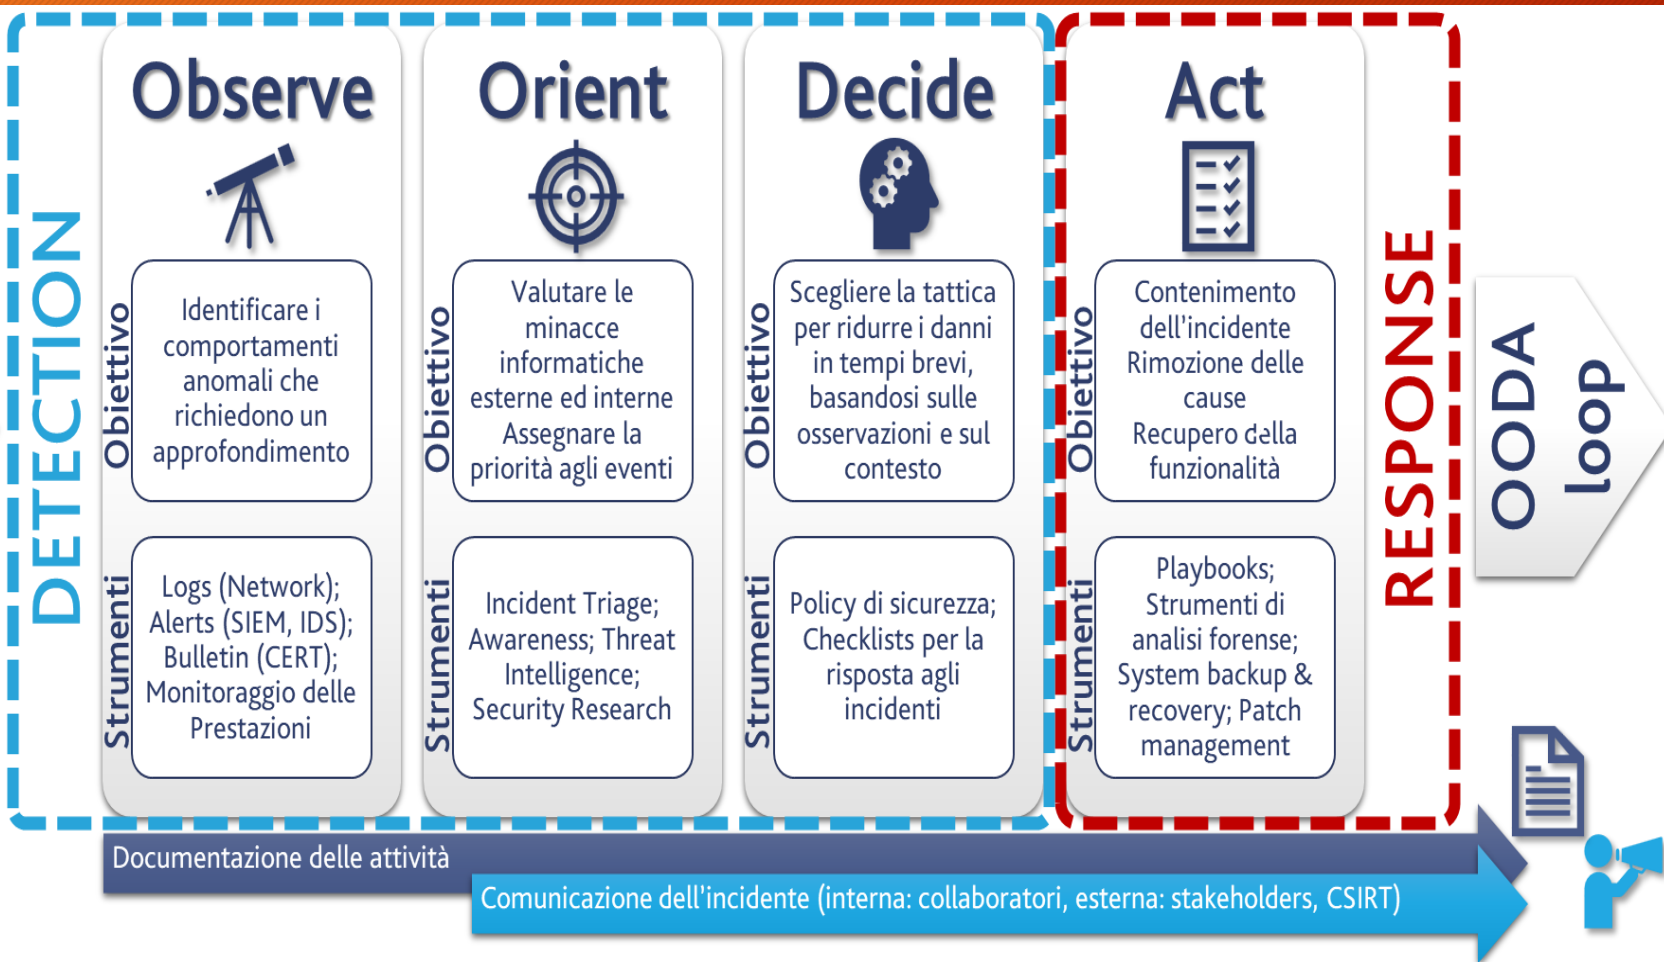 DETECTION
Observe
Obiettivo
Identificare i
comportamenti
anomali che
richiedono un
approfondimento
Strumenti
Logs (Network);
Alerts (SIEM, IDS);
Bulletin (CERT);
Monitoraggio delle
Prestazioni
Orient
Obiettivo
Valutare le
minacce
informatiche
esterne ed interne
Assegnare la
priorità agli eventi
Strumenti
Incident Triage;
Awareness; Threat
Intelligence;
Security Research
Decide
Obiettivo
Scegliere la tattica
per ridurre i danni
in tempi brevi,
basandosi sulle
osservazioni e sul
contesto
Strumenti
Policy di sicurezza;
Checklists per la
risposta agli
incidenti
Act
Obiettivo
Contenimento
dell'incidente
Rimozione delle
cause
Recupero della
funzionalità
Strumenti
Playbooks;
Strumenti di
analisi forense;
System backup &
recovery; Patch
management
RESPONSE
OODA
loop
Documentazione delle attività
Comunicazione dell'incidente (interna: collaboratori, esterna: stakeholders, CSIRT)